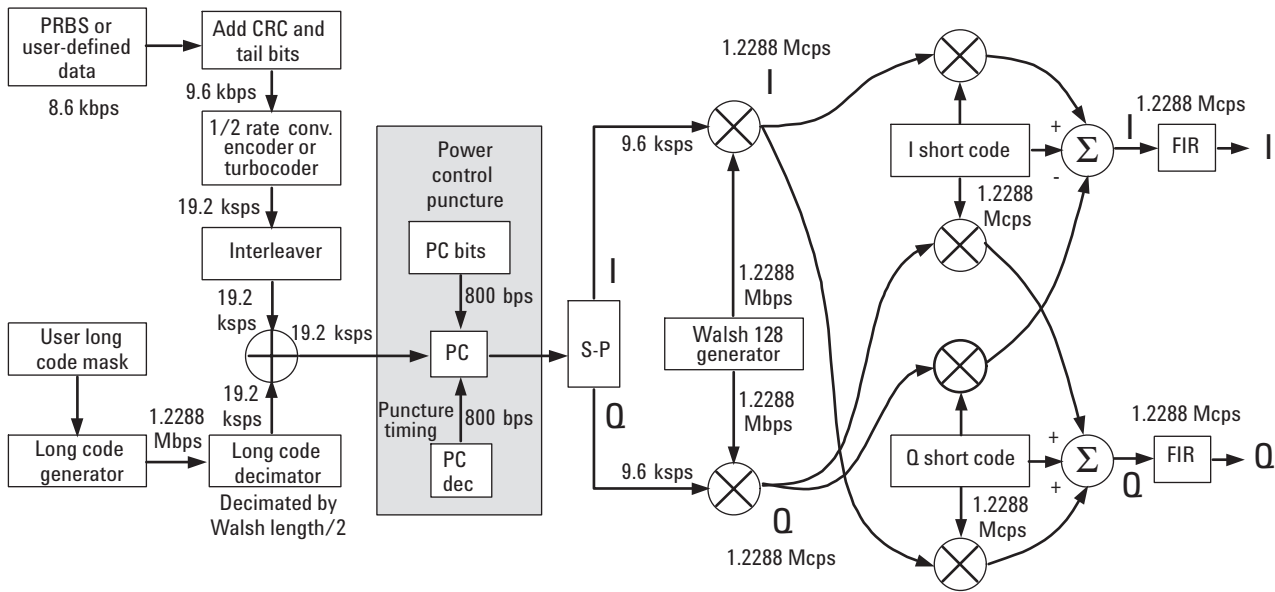 PRBS or
user-defined
data
8.6 kbps
Add CRC and
tail bits
9.6 kbps
1/2 rate conv.
encoder or
turbocoder
19.2 ksps
Interleaver
19.2
ksps
19.2 ksps
19.2
ksps
User long
code mask
Long code
generator
1.2288
Mbps
Long code
decimator
Decimated by
Walsh length/2
Power
control
puncture
PC bits
800 bps
PC
Puncture
timing
800 bps
PC
dec
S-P
I
Q
9.6 ksps
9.6 ksps
1.2288 Mcps
I
1.2288
Mbps
Walsh 128
generator
1.2288
Mbps
Q
1.2288 Mcps
I short code
1.2288
Mcps
Q short code
1.2288
Mcps
+
Σ
-
I
1.2288 Mcps
FIR
I
+
Σ
+
Q
1.2288 Mcps
FIR
Q